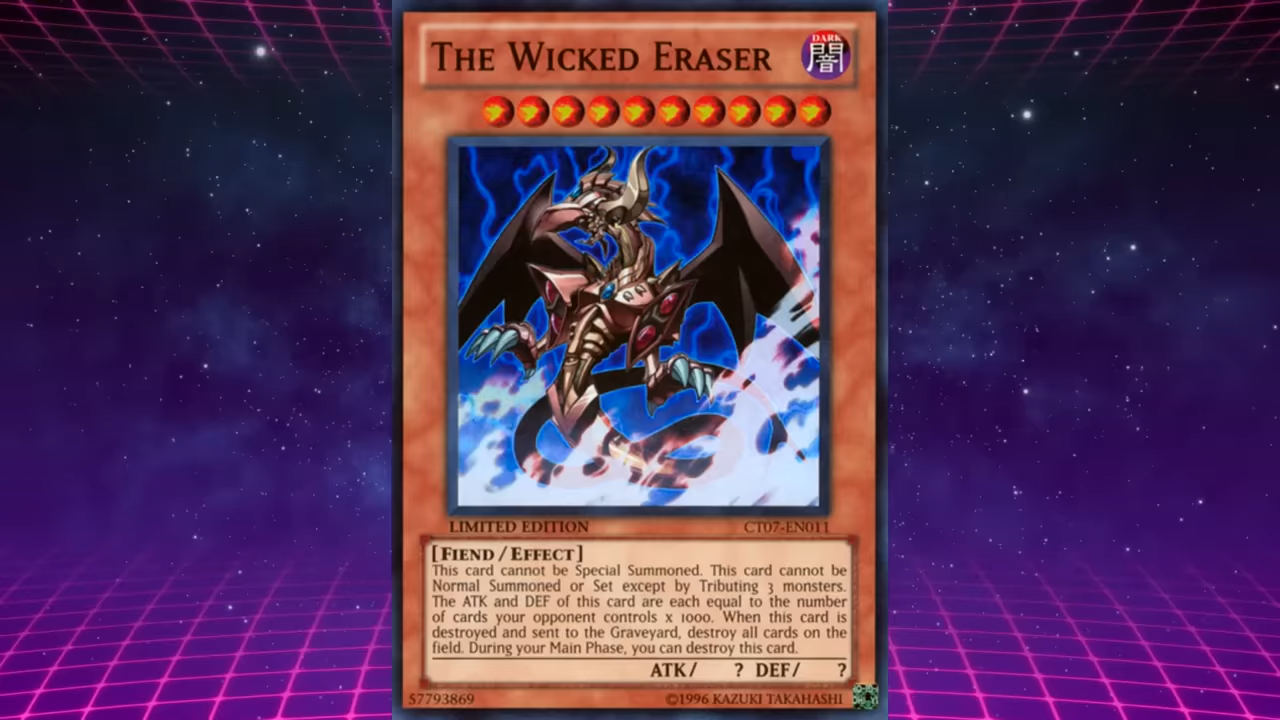 THE WICKED ERASER
DARK
闇
LIMITED EDITION
CT07-EN011
[FIEND/EFFECT]
This card cannot be Special Summoned. This card cannot be
Normal Summoned or Set except by Tributing 3 monsters.
The ATK and DEF of this card are each equal to the number
of cards your opponent controls x 1000. When this card is
destroyed and sent to the Graveyard, destroy all cards on the
field. During your Main Phase, you can destroy this card.
ATK/ ? DEF/ ?
57793869
©1996 KAZUKI TAKAHASHI